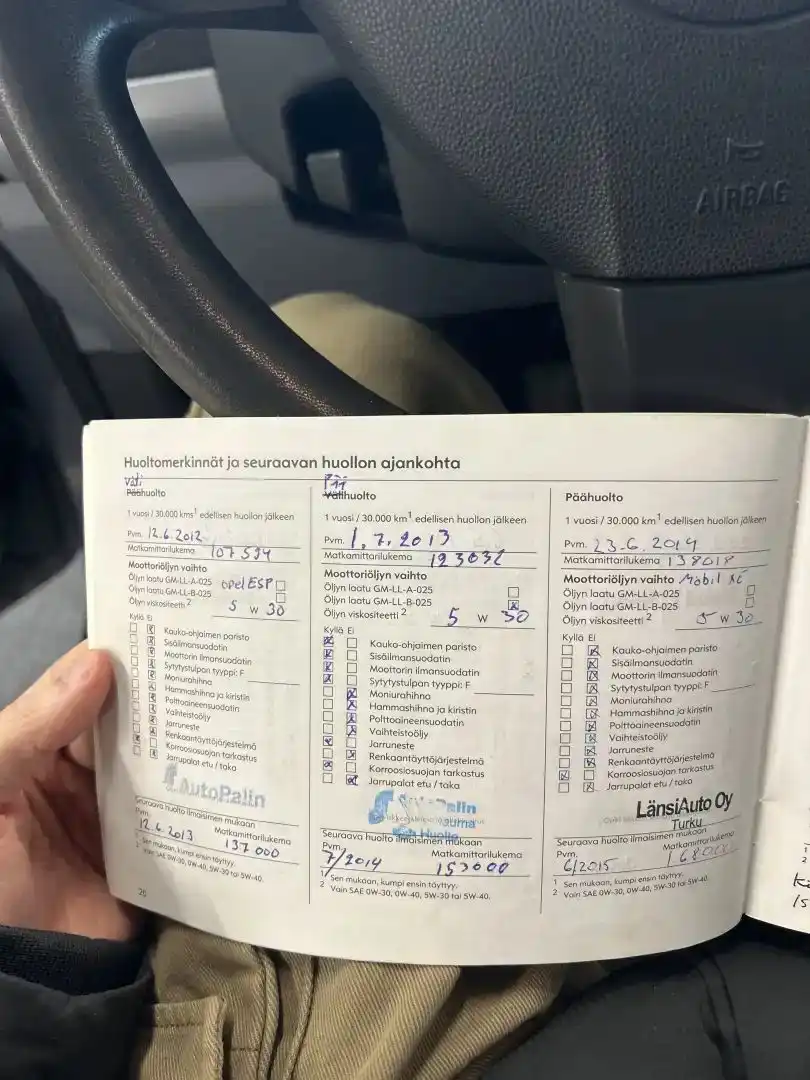 AIRBAG
Huoltomerkinnät ja seuraavan huollon ajankohta
väli
Päähuolto
1 vuosi / 30.000 kms1 edellisen huollon jälkeen
Pvm. 12.6.2012
Matkamittarilukema 107594
Moottoriöljyn vaihto
Öljyn laatu GM-LL-A-025 opel ESP
Öljyn laatu GM-LL-B-025
Öljyn viskositeetti 2 5 W 30
Kyllä Ei
Kauko-ohjaimen paristo
Sisäilmansuodatin
Moottorin ilmansuodatin
Sytytystulpan tyyppi: F
Moniurahihna
Hammashihna ja kiristin
Polttoaineensuodatin
Vaihteistoöljy
Jarruneste
Renkaantäyttöjärjestelmä
Korroosiosuojan tarkastus
Jarrupalat etu / taka
AutoPalin
Seuraava huolto ilmaisimen mukaan
Pvm. Matkamittarilukema
12.6.2013 137000
1 Sen mukaan, kumpi ensin täyttyy.
2 Vain SAE 0W-30, 0W-40, 5W-30 tai 5W-40.
26
Pää
Välihuolto
1 vuosi / 30.000 km1 edellisen huollon jälkeen
Pvm. 1.7.2013
Matkamittarilukema 123032
Moottoriöljyn vaihto
Öljyn laatu GM-LL-A-025
Öljyn laatu GM-LL-B-025
Öljyn viskositeetti 2 5 W 30
Kyllä Ei
Kauko-ohjaimen paristo
Sisäilmansuodatin
Moottorin ilmansuodatin
Sytytystulpan tyyppi: F
Moniurahihna
Hammashihna ja kiristin
Polttoaineensuodatin
Vaihteistoöljy
Jarruneste
Renkaantäyttöjärjestelmä
Korroosiosuojan tarkastus
Jarrupalat etu / taka
Huolto
Seuraava huolto ilmaisimen mukaan
Pvm. Matkamittarilukema
7/2014 153000
1 Sen mukaan, kumpi ensin täyttyy.
2 Vain SAE 0W-30, 0W-40, 5W-30 tai 5W-40.
Päähuolto
1 vuosi / 30.000 km1 edellisen huollon jälkeen
Pvm. 23.6.2014
Matkamittarilukema 138018
Moottoriöljyn vaihto Mobil
Öljyn laatu GM-LL-A-025
Öljyn laatu GM-LL-B-025
Öljyn viskositeetti 2 5 W 30
Kyllä Ei
Kauko-ohjaimen paristo
Sisäilmansuodatin
Moottorin ilmansuodatin
Sytytystulpan tyyppi: F
Moniurahihna
Hammashihna ja kiristin
Polttoaineensuodatin
Vaihteistoöljy
Jarruneste
Renkaantäyttöjärjestelmä
Korroosiosuojan tarkastus
Jarrupalat etu / taka
LänsiAuto Oy
Turku
Seuraava huolto ilmaisimen mukaan
Pvm. Matkamittarilukema
6/2015
1 Sen mukaan, kumpi ensin täyttyy.
2 Vain SAE 0W-30, 0W-40, 5W-30 tai 5W-40.